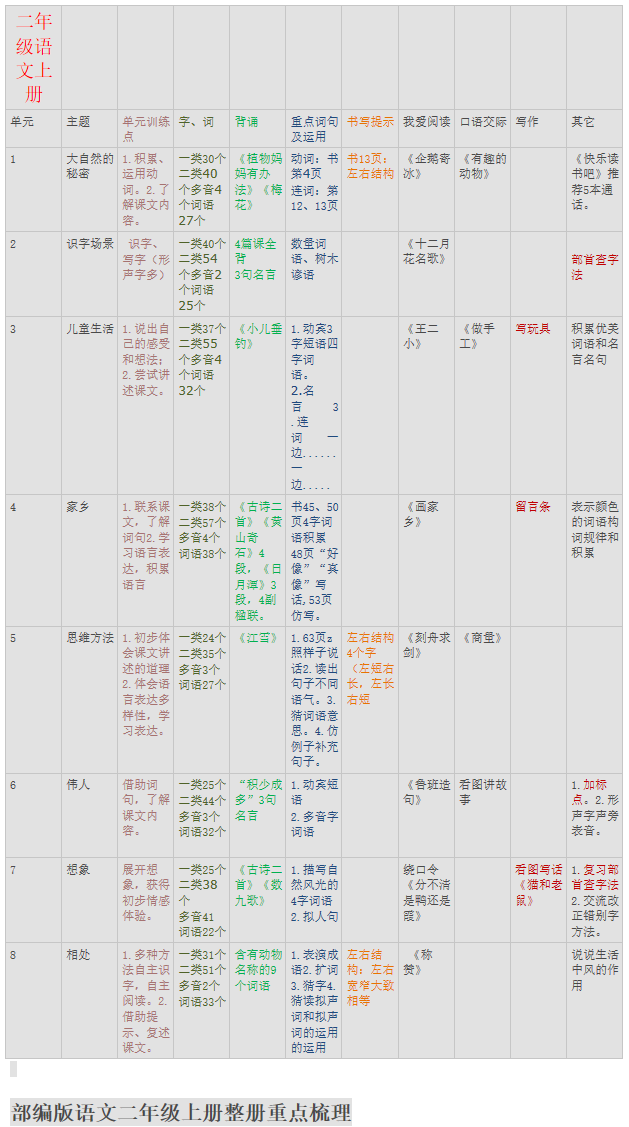 二年
级语
文上
册
单元
主题
单元训练
点
字、词
背诵
重点词句
及运用
书写提示
我爱阅读
口语交际
写作
其它
1
大自然的
秘密
1.积累、
运用动
词。2.了
解课文内
容。
一类30个
二类40
个多音4
个词语
27个
《植物妈
妈有办
法》《梅
花》
动词：书
第4页
连词：第
12、13页
书13页：
左右结构
《企鹅寄
冰》
《有趣的
动物》
《快乐读
书吧》推
荐5本通
话。
2
识字场景
识字、
写字（形
声字多）
一类40个
二类54
个多音2
个词语
25个
4篇课全
背
3句名言
数量词
语、树木
谚语
《十二月
花名歌》
部首查字
法
3
儿童生活
1.说出自
己的感受
和想法；
2.尝试讲
述课文。
一类37个
二类55
个多音4
个词语
32个
《小儿垂
钓》
1.动宾3
字短语四
字词
语。
2.名
言 3
.连
词 一
边......
一
边.....
《王二
小》
《做手
工》
写玩具
积累优美
词语和名
言名句
4
家乡
1.联系课
文，了解
词句2.学
习语言表
达，积累
语言
一类38个
二类57个
多音4个
词语38个
《古诗二
首》《黄
山奇
石》4
段，《日
月潭》3
段，4副
楹联。
书45、50
页4字词
语积累
48页“好
像”“真
像”写
话,53页
仿写。
《画家
乡》
留言条
表示颜色
的词语构
词规律和
积累
5
思维方法
1.初步体
会课文讲
述的道理
2.体会语
言表达多
样性，学
习表达。
一类24个
二类35个
多音3个
词语27个
《江雪》
1.63页z
照样子说
话2.读出
句子不同
语气。3.
猜词语意
思。4.仿
例子补充
句子。
左右结构
4个字
（左短右
长，左长
右短
《刻舟求
剑》
《商量》
6
伟人
借助词
句，了解
课文内
容。
一类25个
二类44个
多音3个
词语32个
“积少成
多”3句
名言
1.动宾短
语
2.多音字
词语
《鲁班造
句》
看图讲故
事
1.加标
点。2.形
声字声旁
表音。
7
想象
展开想
象，获得
初步情感
体验。
一类25个
二类38
个
多音41
词语22个
《古诗二
首》《数
九歌》
1.描写自
然风光的
4字词语
2.拟人句
绕口令
《分不清
是鸭还是
霞》
看图写话
《猫和老
鼠》
1.复习部
首查字法
2.交流改
正错别字
方法。
8
相处
1.多种方
法自主识
字，自主
阅读。2.
借助提
示、复述
课文。
一类31个
二类51个
多音2个
词语33个
含有动物
名称的9
个词语
1.表演成
语2.扩词
3.猜字4.
猜读拟声
词和拟声
词的运用
的运用
左右结
构：左右
宽窄大致
相等
《称
赞》
说说生活
中风的作
用
部编版语文二年级上册整册重点梳理